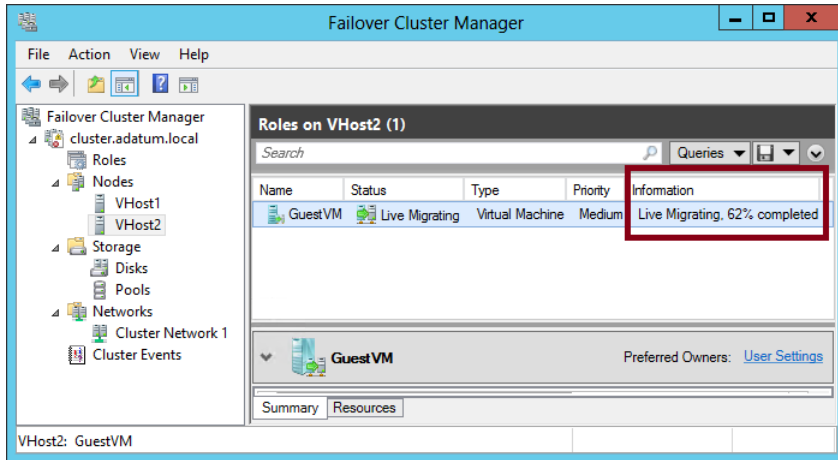 Failover Cluster Manager
File Action View Help
Failover Cluster Manager
cluster.adatum.local
Roles
Nodes
VHost1
VHost2
Storage
Disks
Pools
Networks
Cluster Network 1
Cluster Events
Roles on VHost2 (1)
Search Queries
Name Status Type Priority Information
GuestVM Live Migrating Virtual Machine Medium Live Migrating, 62% completed
GuestVM Preferred Owners: User Settings
Summary Resources
VHost2: GuestVM